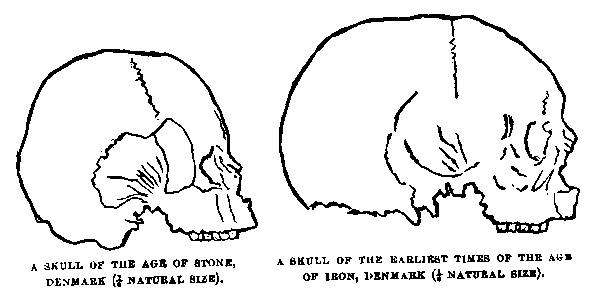 A SKULL OF THE AGE OF STONE,
DENMARK (¼ NATURAL SIZE).
A SKULL OF THE EARLIEST TIMES OF THE AGE
OF IRON, DENMARK (¼ NATURAL SIZE).